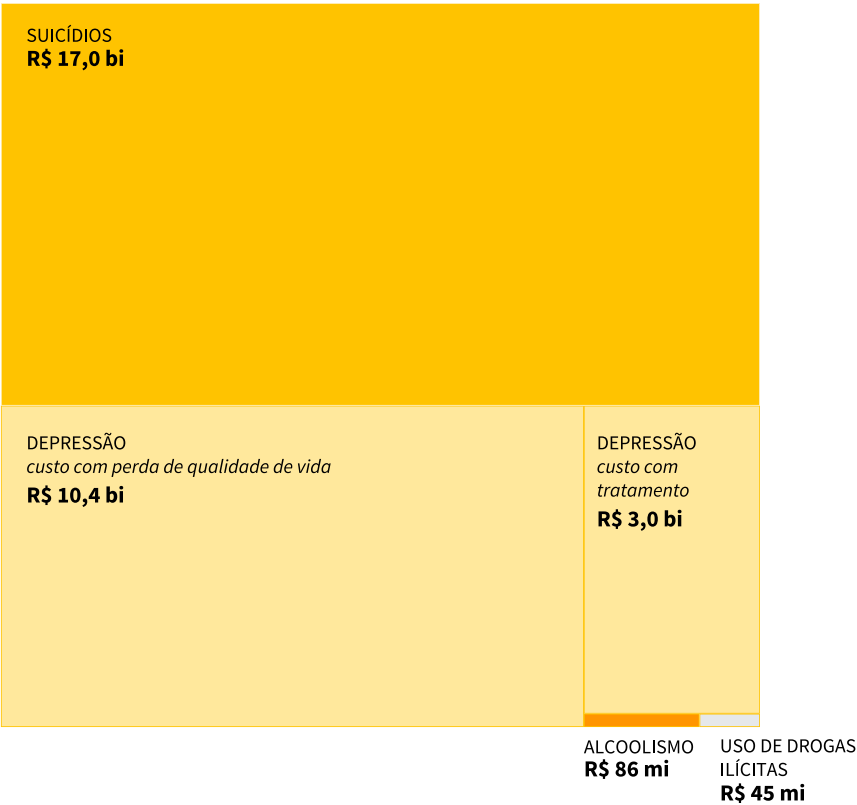 SUICÍDIOS
R$ 17,0 bi
DEPRESSÃO
custo com perda de qualidade de vida
R$ 10,4 bi
DEPRESSÃO
custo com
tratamento
R$ 3,0 bi
ALCOOLISMO
R$ 86 mi
USO DE DROGAS
ILÍCITAS
R$ 45 mi